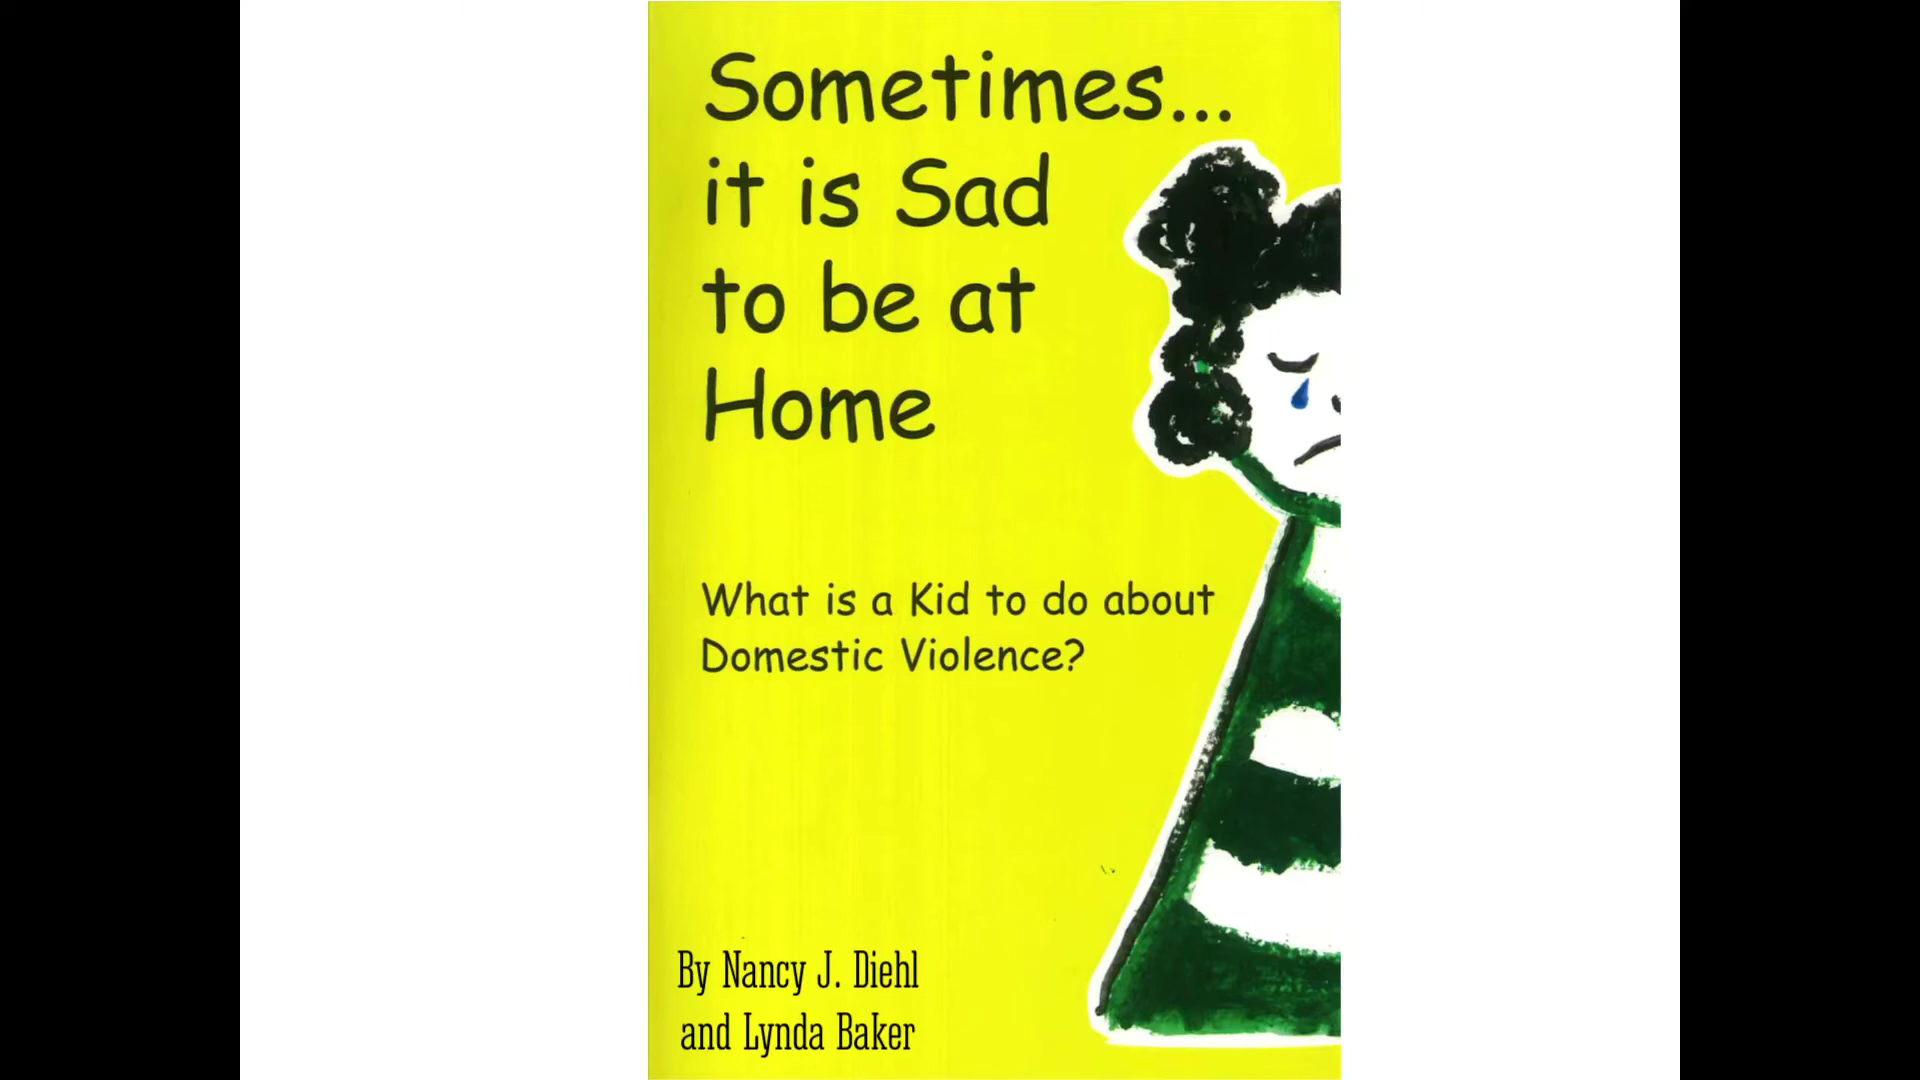 Sometimes...
it is Sad
to be at
Home
What is a Kid to do about
Domestic Violence?
By Nancy J. Diehl
and Lynda Baker